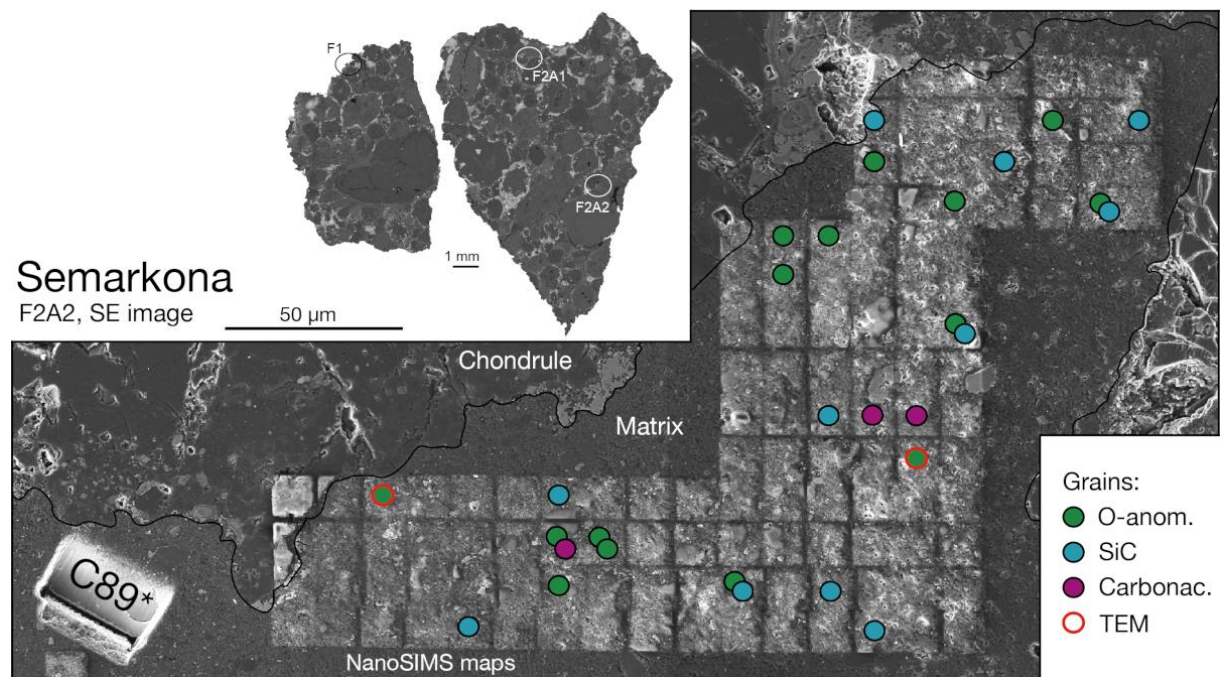 F1
F2A1
F2A2
1 mm
Semarkona
F2A2, SE image
50 µm
Chondrule
Matrix
C89*
NanoSIMS maps
Grains:
O-anom.
SiC
Carbonac.
TEM